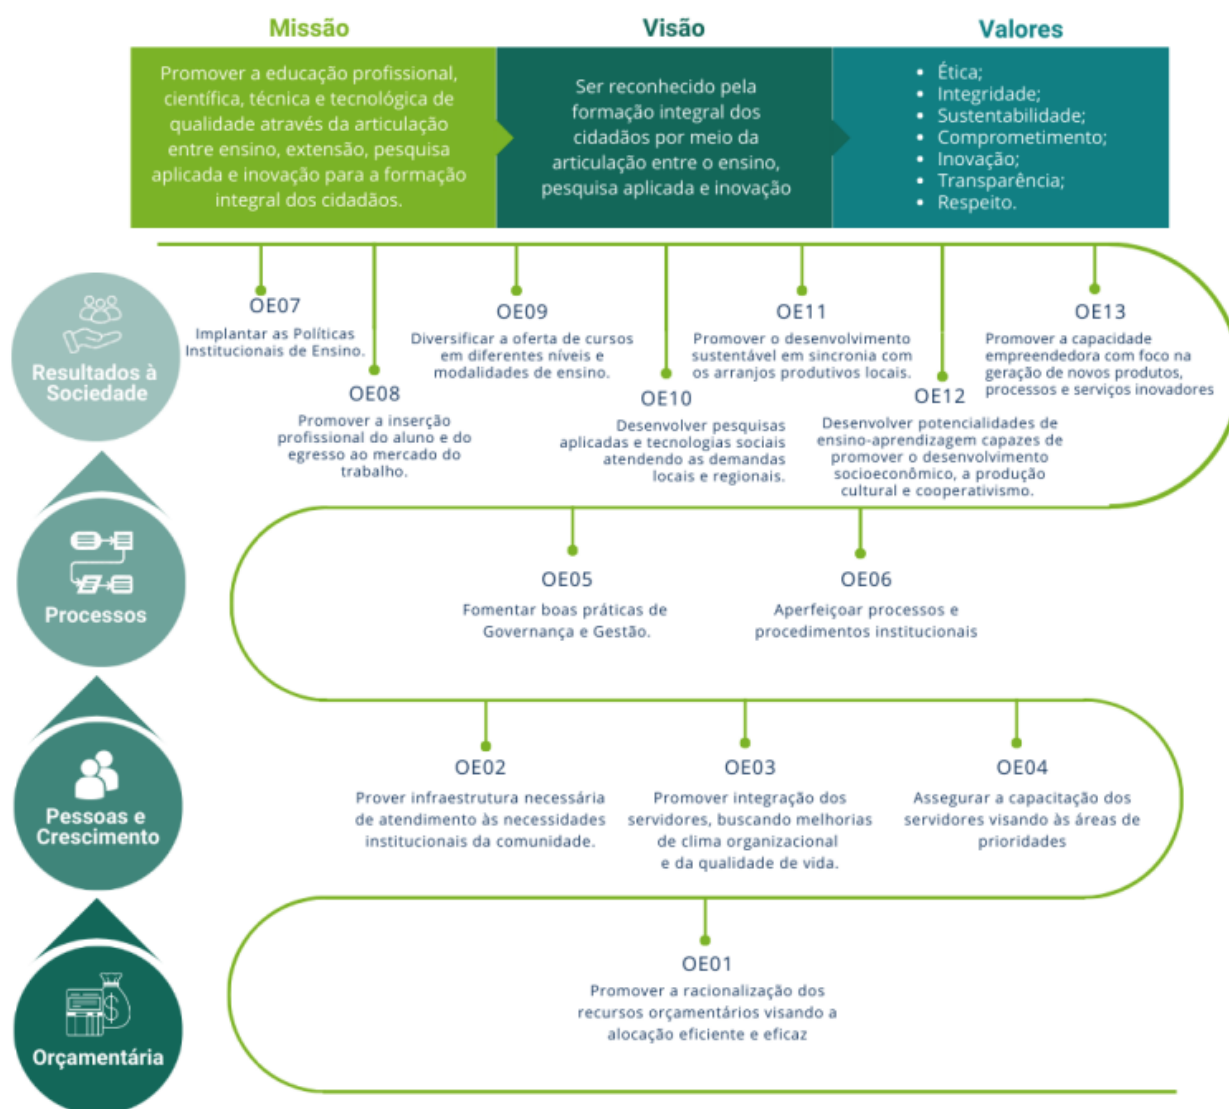 Missão
Promover a educação profissional,
científica, técnica e tecnológica de
qualidade através da articulação
entre ensino, extensão, pesquisa
aplicada e inovação para a formação
integral dos cidadãos.
Visão
Ser reconhecido pela
formação integral dos
cidadãos por meio da
articulação entre o ensino,
pesquisa aplicada e inovação
Valores
• Ética;
• Integridade;
• Sustentabilidade;
• Comprometimento;
• Inovação;
• Transparência;
• Respeito.
Resultados à
Sociedade
OE07
Implantar as Políticas
Institucionais de Ensino.
OE08
Promover a inserção
profissional do aluno e do
egresso ao mercado do
trabalho.
OE09
Diversificar a oferta de cursos
em diferentes níveis e
modalidades de ensino.
OE10
Desenvolver pesquisas
aplicadas e tecnologias sociais
atendendo as demandas
locais e regionais.
OE11
Promover o desenvolvimento
sustentável em sincronia com
os arranjos produtivos locais.
OE12
Desenvolver potencialidades de
ensino-aprendizagem capazes de
promover o desenvolvimento
socioeconômico, a produção
cultural e cooperativismo.
OE13
Promover a capacidade
empreendedora com foco na
geração de novos produtos,
processos e serviços inovadores
Processos
OE05
Fomentar boas práticas de
Governança e Gestão.
OE06
Aperfeiçoar processos e
procedimentos institucionais
Pessoas e
Crescimento
OE02
Prover infraestrutura necessária
de atendimento às necessidades
institucionais da comunidade.
OE03
Promover integração dos
servidores, buscando melhorias
de clima organizacional
e da qualidade de vida.
OE04
Assegurar a capacitação dos
servidores visando às áreas de
prioridades
Orçamentária
OE01
Promover a racionalização dos
recursos orçamentários visando a
alocação eficiente e eficaz